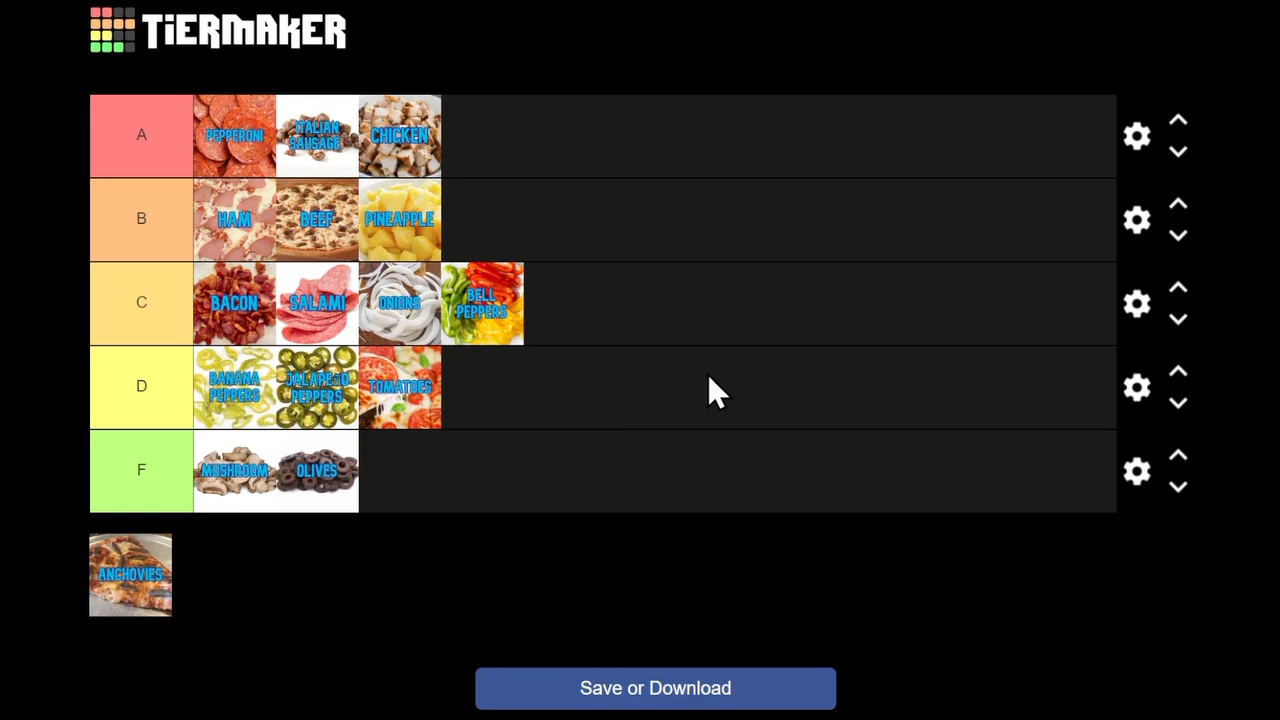 TiERMAKER
A
PEPPERONI
ITALIAN
SAUSAGE
CHICKEN
B
HAM
BEEF
PINEAPPLE
C
BACON
SALAMI
ONIONS
BELL
PEPPERS
D
BANANA
PEPPERS
JALAPEÑO
PEPPERS
TOMATOES
F
MUSHROOM
OLIVES
ANCHOVIES
Save or Download